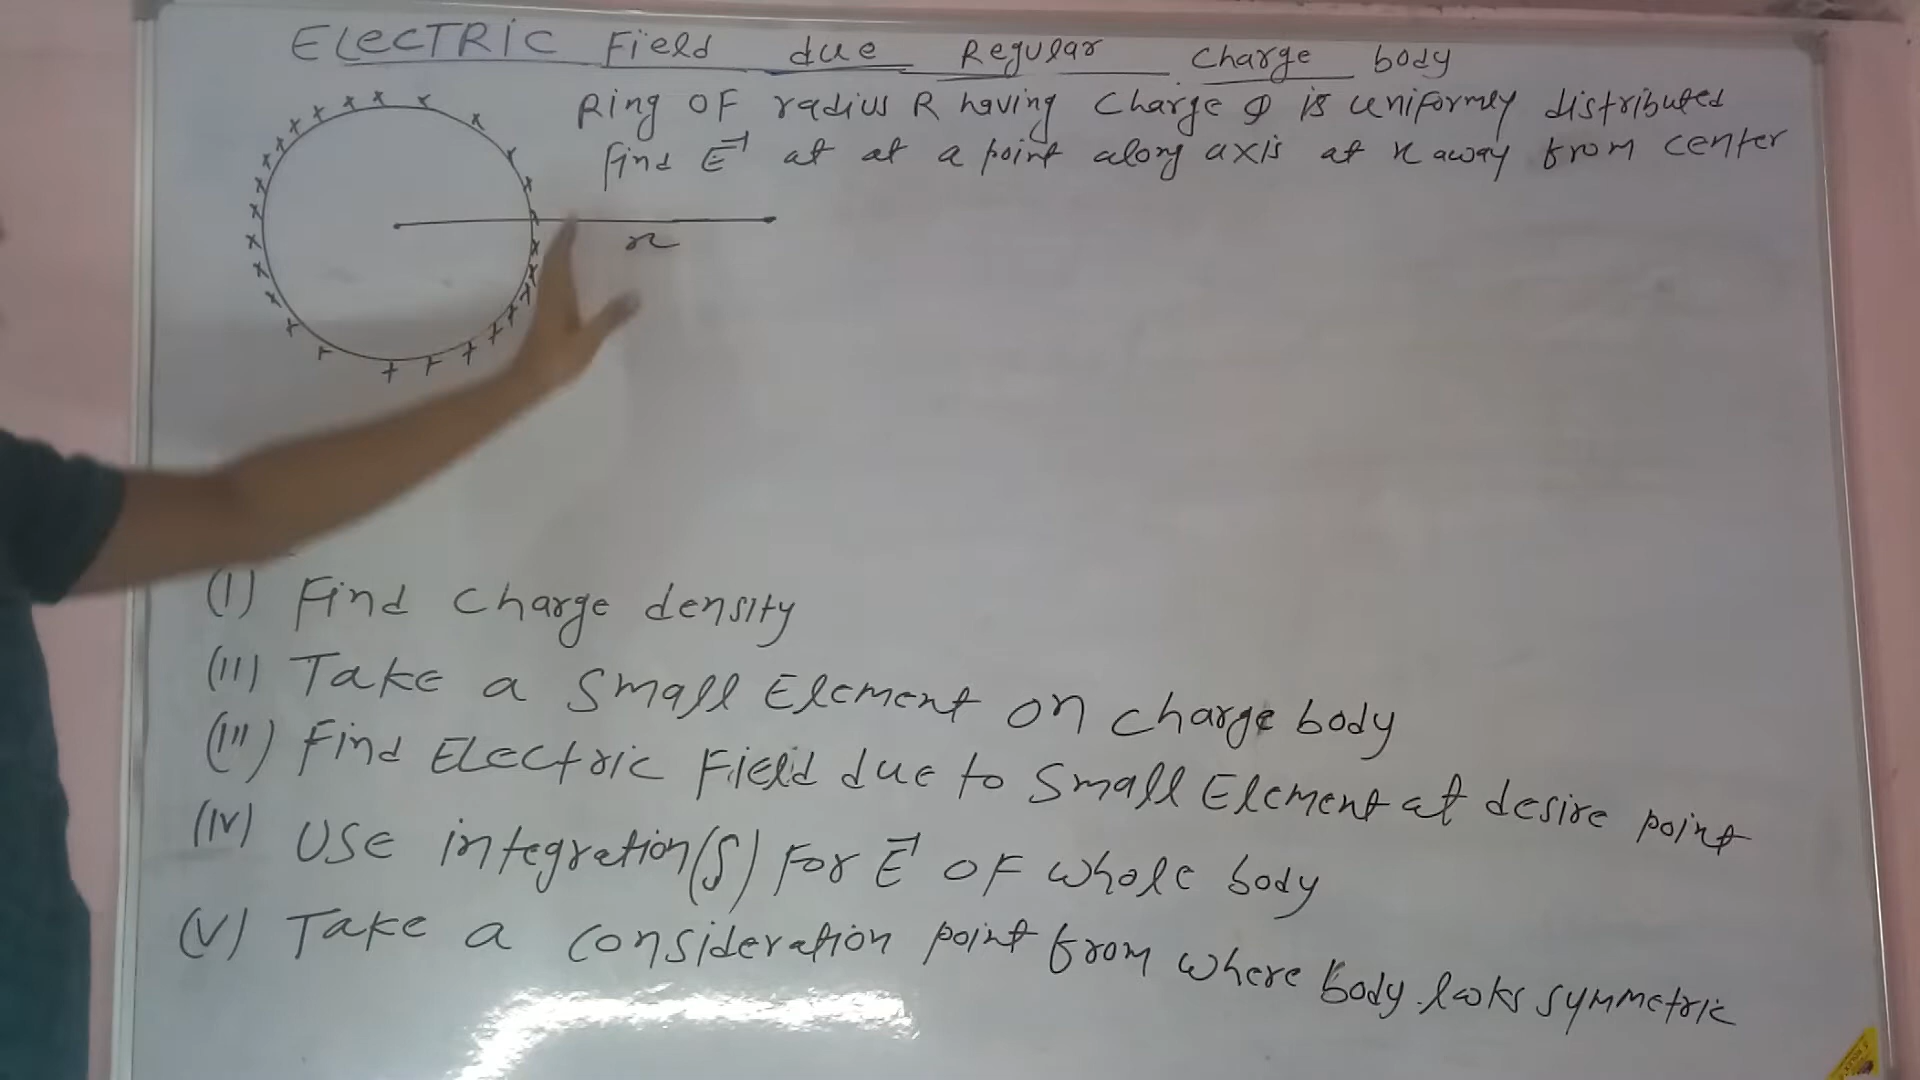 ELECTRIC Field due Regular Charge body
Ring OF radius R having Charge Q is uniformly distributed
find E→ at at a point along axis at x away from center
x
(I) Find Charge density
(II) Take a Small Element on charge body
(III) Find Electric Field due to Small Element at desire point
(IV) USE integration(∫) For E→ OF whole body
(V) Take a consideration point from where body looks symmetric